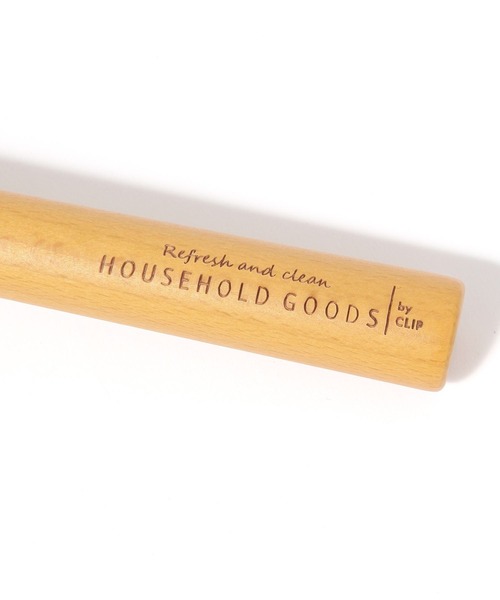 Refresh and clean
HOUSEHOLD GOODS
by
CLIP